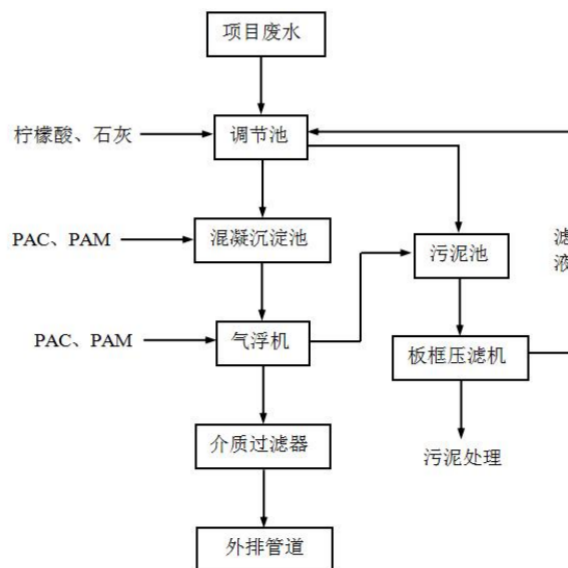 项目废水
柠檬酸、石灰
调节池
PAC、PAM
混凝沉淀池
污泥池
滤
液
PAC、PAM
气浮机
板框压滤机
介质过滤器
污泥处理
外排管道